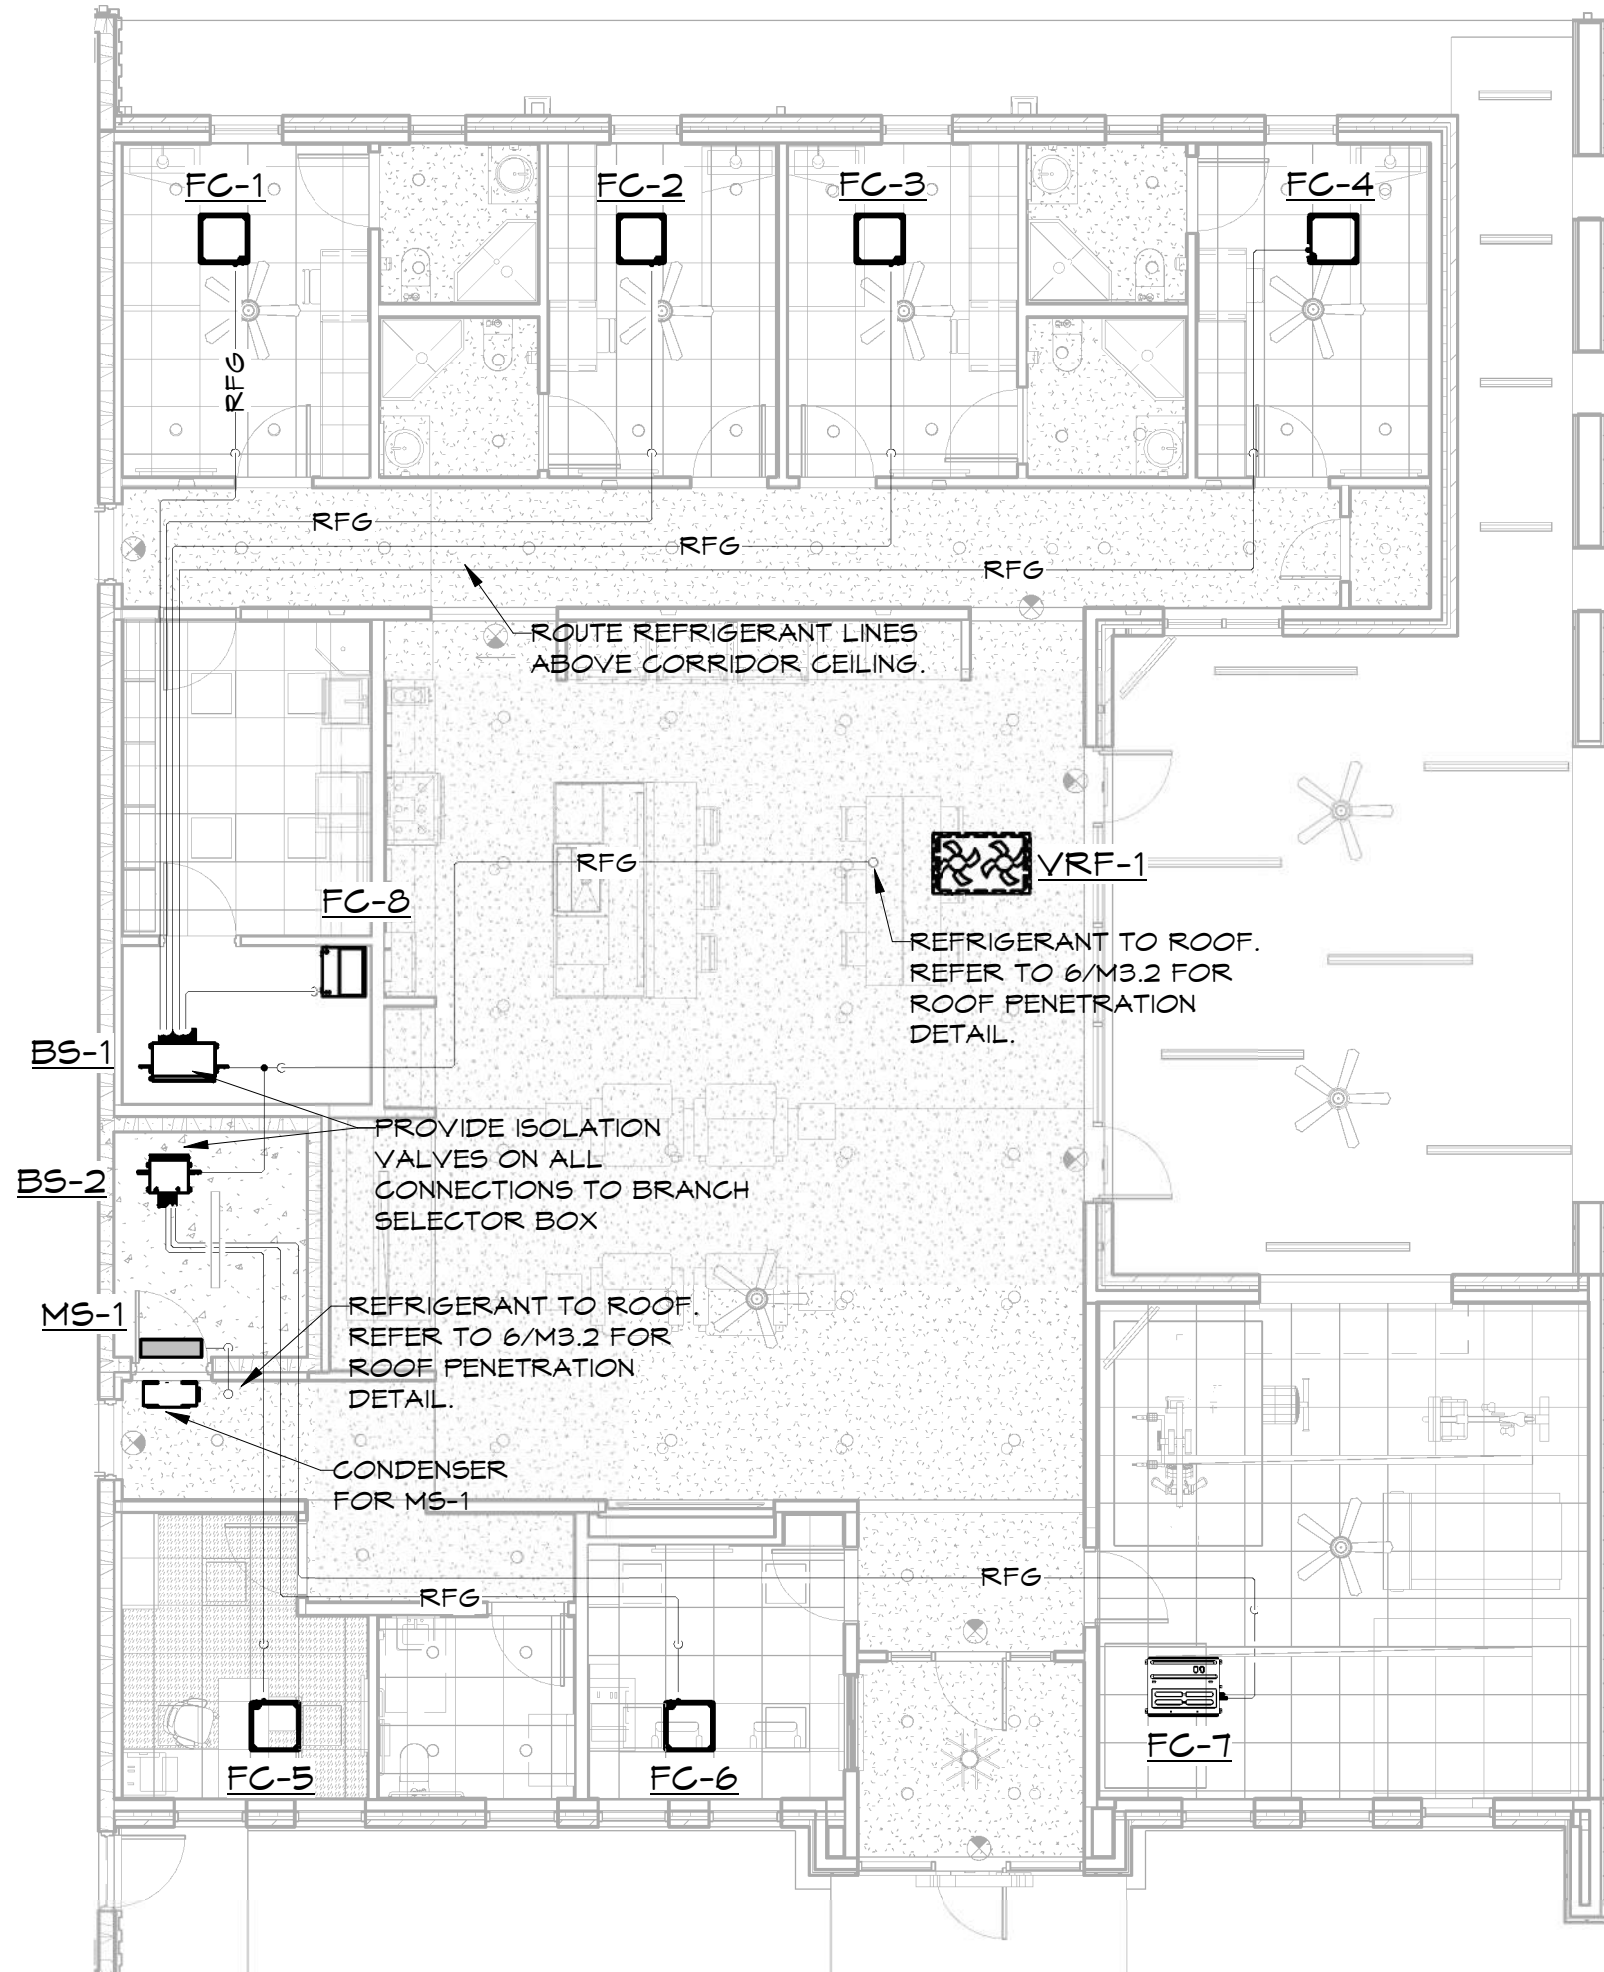 FC-1
FC-2
FC-3
FC-4
RFG
RFG
RFG
RFG
ROUTE REFRIGERANT LINES
ABOVE CORRIDOR CEILING.
RFG
VRF-1
FC-8
REFRIGERANT TO ROOF.
REFER TO 6/M3.2 FOR
ROOF PENETRATION
DETAIL.
BS-1
PROVIDE ISOLATION
VALVES ON ALL
CONNECTIONS TO BRANCH
SELECTOR BOX
BS-2
MS-1
REFRIGERANT TO ROOF.
REFER TO 6/M3.2 FOR
ROOF PENETRATION
DETAIL.
CONDENSER
FOR MS-1
RFG
RFG
FC-5
FC-6
FC-7